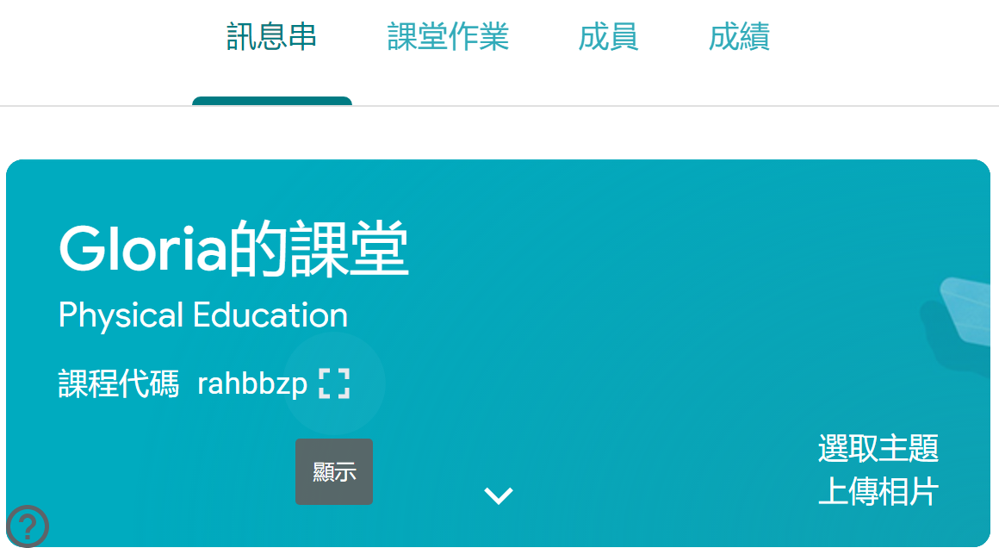 訊息串 課堂作業 成員 成績
Gloria的課堂
Physical Education
課程代碼 rahbbzp
顯示
選取主題
上傳相片
?